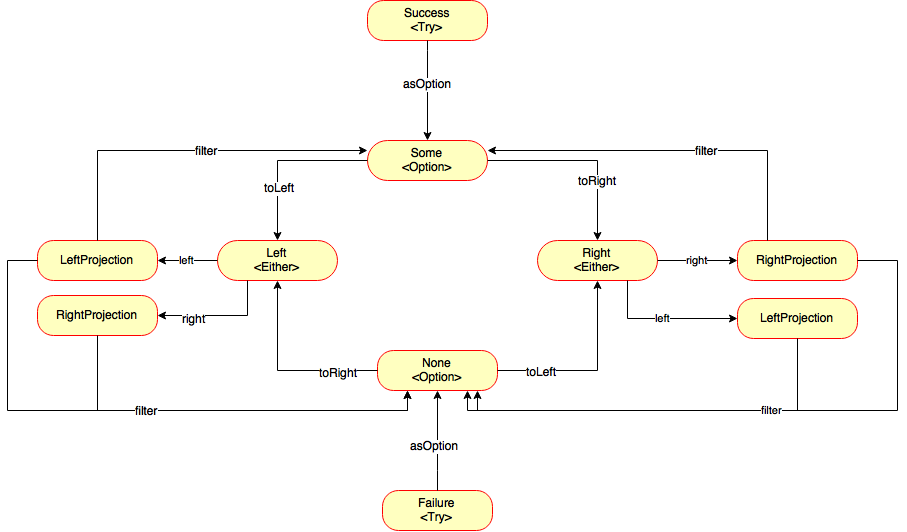 Success
<Try>
asOption
filter
Some
<Option>
filter
toLeft
toRight
LeftProjection
left
Left
<Either>
Right
<Either>
right
RightProjection
RightProjection
right
left
LeftProjection
toRight
None
<Option>
toLeft
filter
filter
asOption
Failure
<Try>